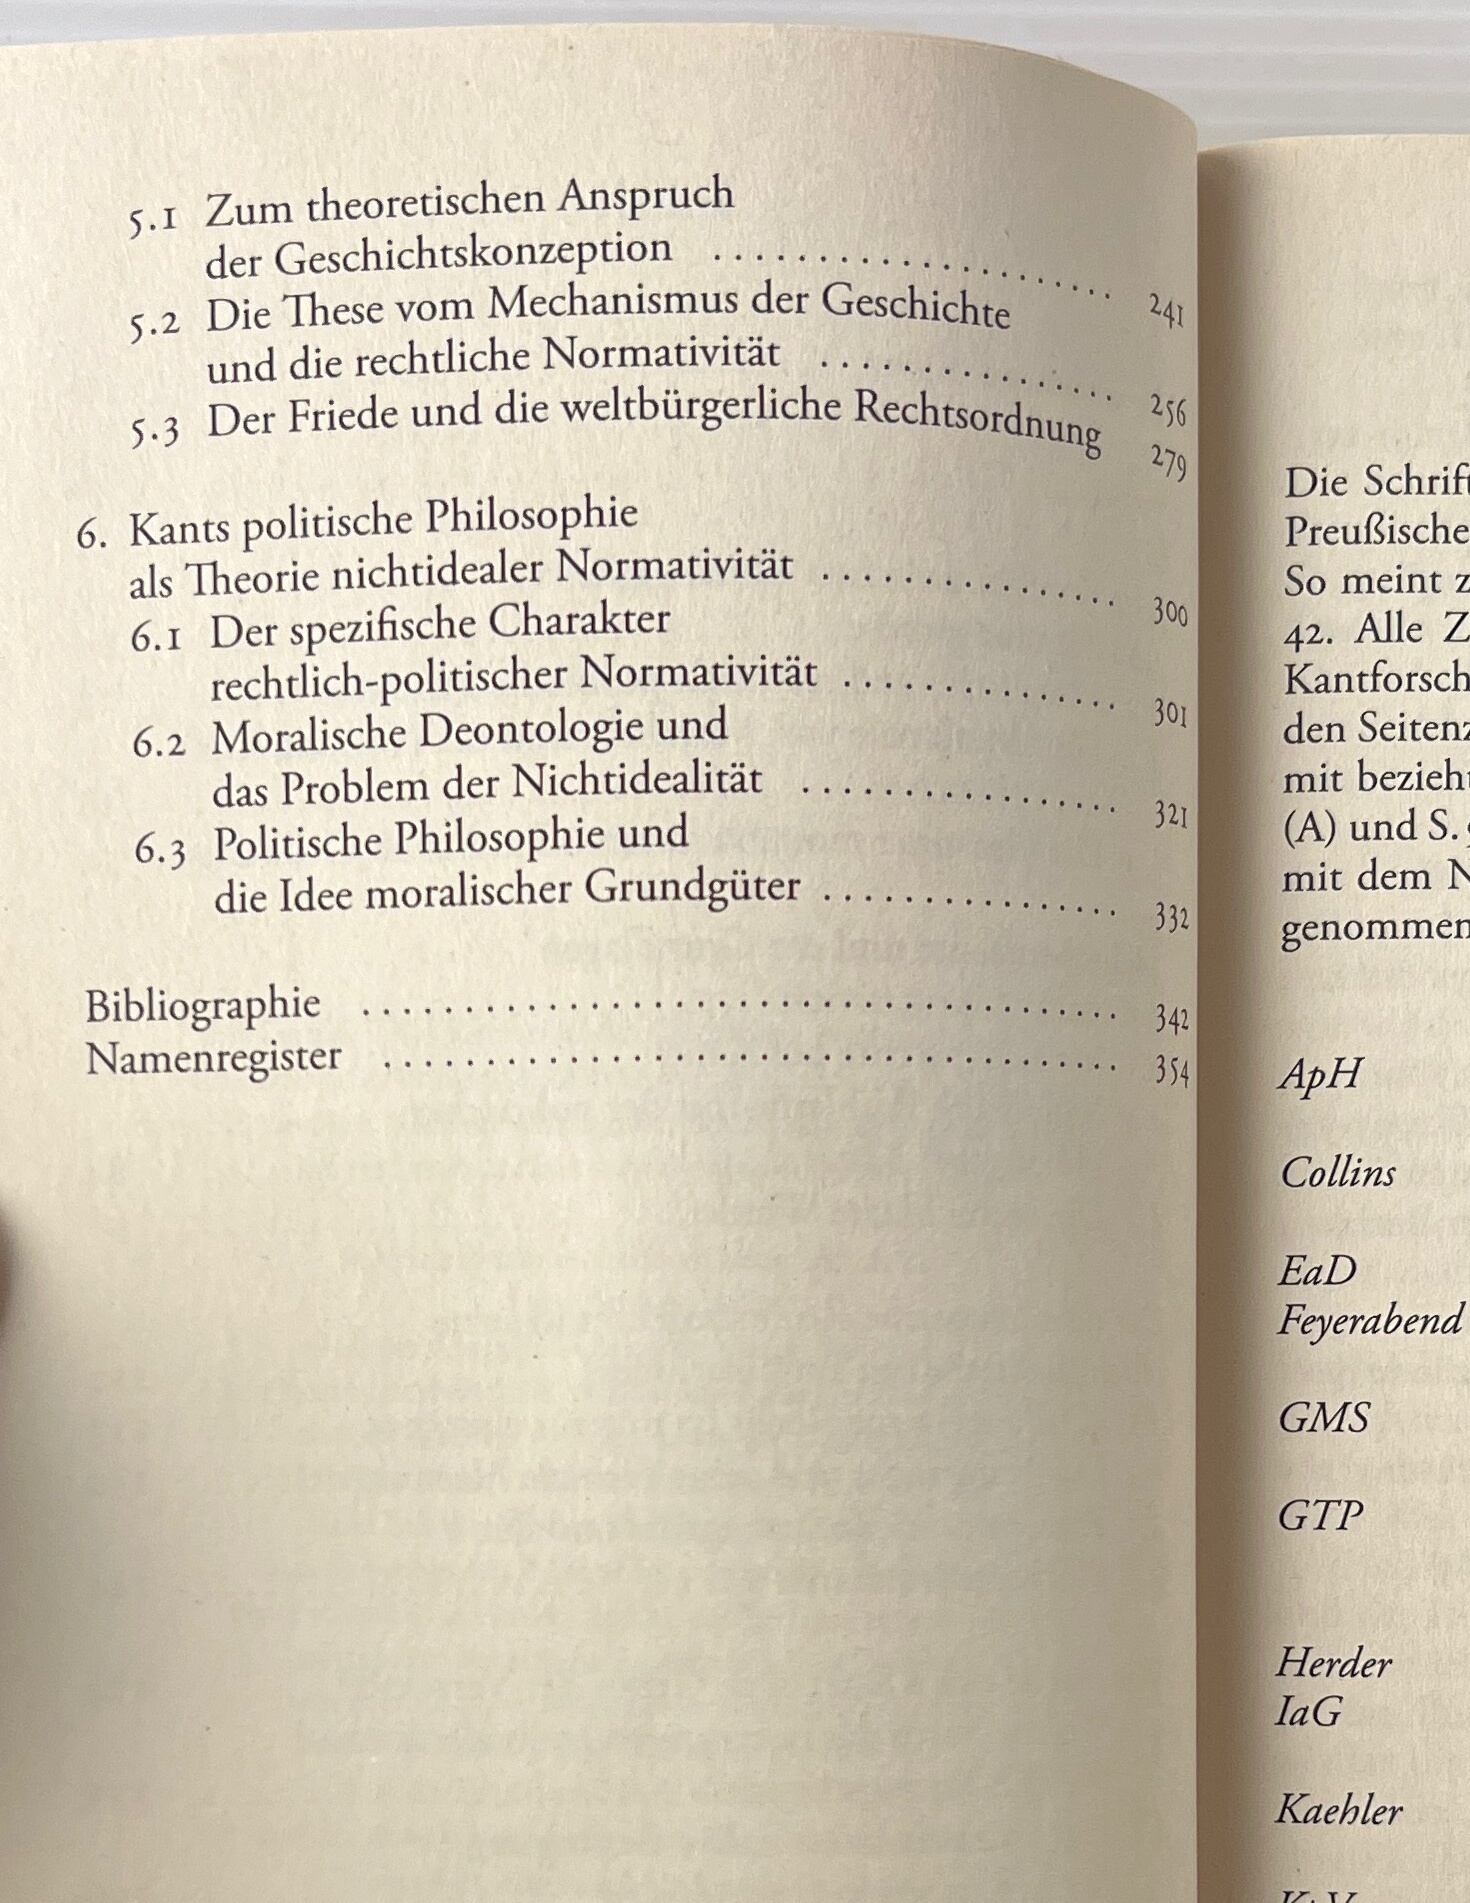 5.1 Zum theoretischen Anspruch
der Geschichtskonzeption .................... 241
5.2 Die These vom Mechanismus der Geschichte
und die rechtliche Normativität ............... 256
5.3 Der Friede und die weltbürgerliche Rechtsordnung 279
6. Kants politische Philosophie
als Theorie nichtidealer Normativität ............... 300
6.1 Der spezifische Charakter
rechtlich-politischer Normativität .............. 301
6.2 Moralische Deontologie und
das Problem der Nichtidealität ................ 321
6.3 Politische Philosophie und
die Idee moralischer Grundgüter ............... 332
Bibliographie ..................................... 342
Namenregister .................................... 354
Die Schrift
Preußische
So meint z
42. Alle Z
Kantforsch
den Seitenz
mit bezieht
(A) und S.
mit dem N
genommen
ApH
Collins
EaD
Feyerabend
GMS
GTP
Herder
IaG
Kaehler